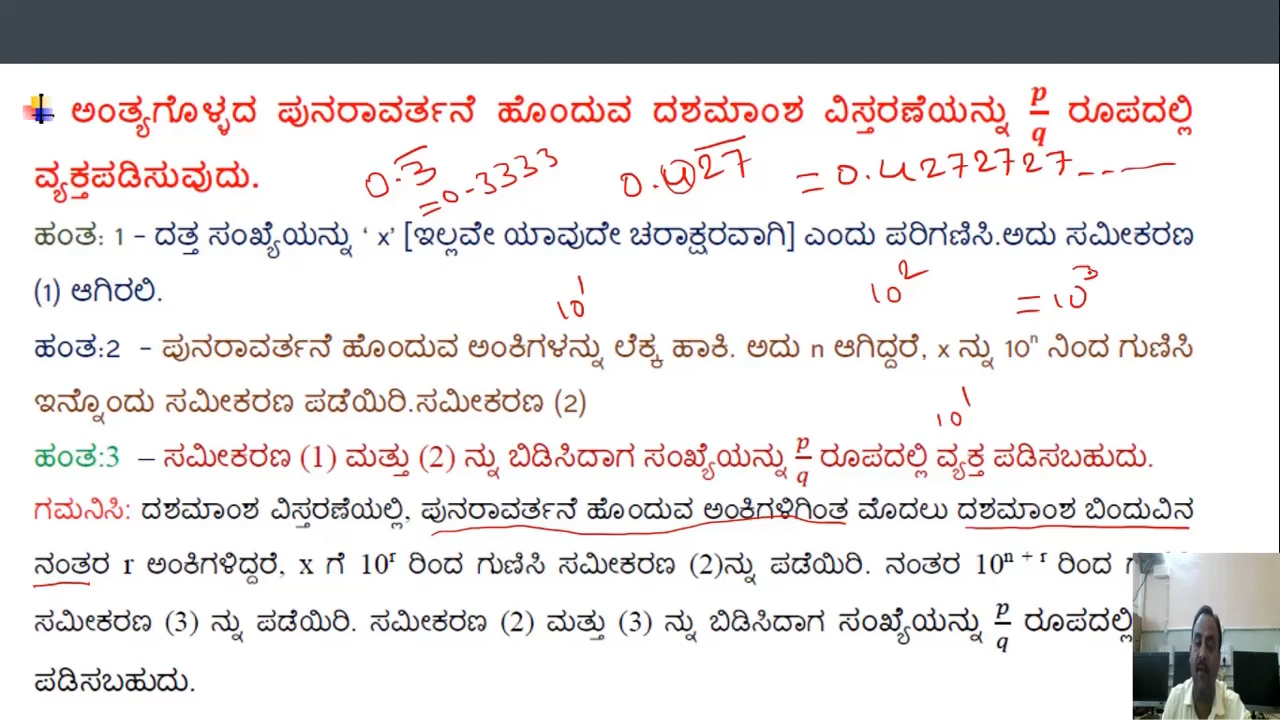 ಅಂತ್ಯಗೊಳ್ಳದ ಪುನರಾವರ್ತನೆ ಹೊಂದುವ ದಶಮಾಂಶ ವಿಸ್ತರಣೆಯನ್ನು p/q ರೂಪದಲ್ಲಿ
ವ್ಯಕ್ತಪಡಿಸುವುದು.
0.3̅ = 0.3333
0.42̅7̅ = 0.4272727------
ಹಂತ: 1 – ದತ್ತ ಸಂಖ್ಯೆಯನ್ನು ‘ x’ [ಇಲ್ಲವೇ ಯಾವುದೇ ಚರಾಕ್ಷರವಾಗಿ] ಎಂದು ಪರಿಗಣಿಸಿ.ಅದು ಸಮೀಕರಣ
(1) ಆಗಿರಲಿ.
10¹ 10² = 10³
ಹಂತ:2 – ಪುನರಾವರ್ತನೆ ಹೊಂದುವ ಅಂಕಿಗಳನ್ನು ಲೆಕ್ಕ ಹಾಕಿ. ಅದು n ಆಗಿದ್ದರೆ, x ನ್ನು 10ⁿ ನಿಂದ ಗುಣಿಸಿ
ಇನ್ನೊಂದು ಸಮೀಕರಣ ಪಡೆಯಿರಿ.ಸಮೀಕರಣ (2)
10¹
ಹಂತ:3 – ಸಮೀಕರಣ (1) ಮತ್ತು (2) ನ್ನು ಬಿಡಿಸಿದಾಗ ಸಂಖ್ಯೆಯನ್ನು p/q ರೂಪದಲ್ಲಿ ವ್ಯಕ್ತ ಪಡಿಸಬಹುದು.
ಗಮನಿಸಿ: ದಶಮಾಂಶ ವಿಸ್ತರಣೆಯಲ್ಲಿ, ಪುನರಾವರ್ತನೆ ಹೊಂದುವ ಅಂಕಿಗಳಿಗಿಂತ ಮೊದಲು ದಶಮಾಂಶ ಬಿಂದುವಿನ
ನಂತರ r ಅಂಕಿಗಳಿದ್ದರೆ, x ಗೆ 10ʳ ರಿಂದ ಗುಣಿಸಿ ಸಮೀಕರಣ (2)ನ್ನು ಪಡೆಯಿರಿ. ನಂತರ 10ⁿ ⁺ ʳ ರಿಂದ
ಸಮೀಕರಣ (3) ನ್ನು ಪಡೆಯಿರಿ. ಸಮೀಕರಣ (2) ಮತ್ತು (3) ನ್ನು ಬಿಡಿಸಿದಾಗ ಸಂಖ್ಯೆಯನ್ನು p/q ರೂಪದಲ್ಲಿ
ಪಡಿಸಬಹುದು.